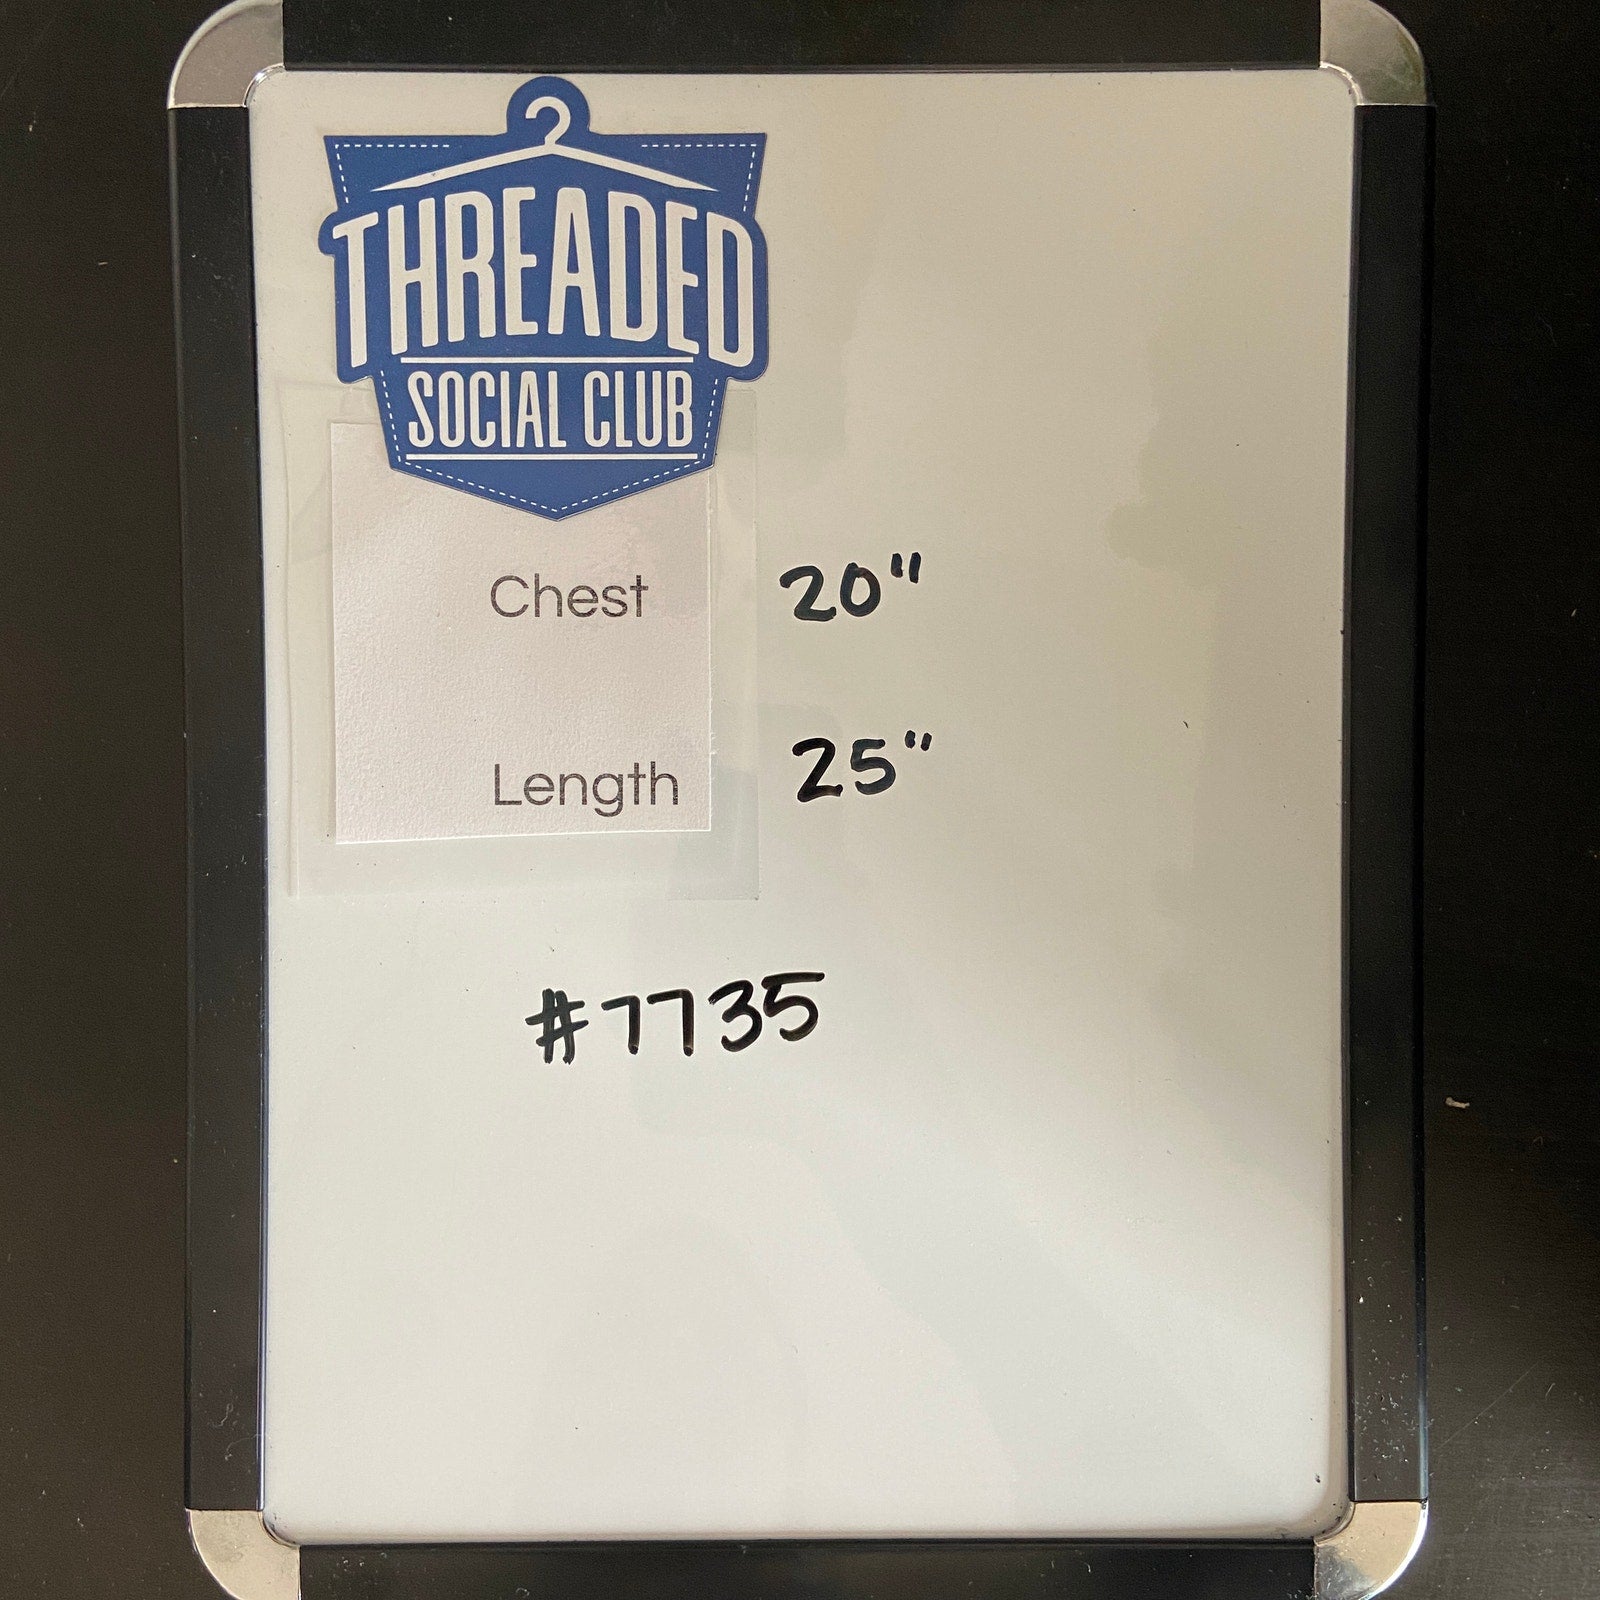 THREADED
SOCIAL CLUB
Chest 20"
Length 25"
#7735